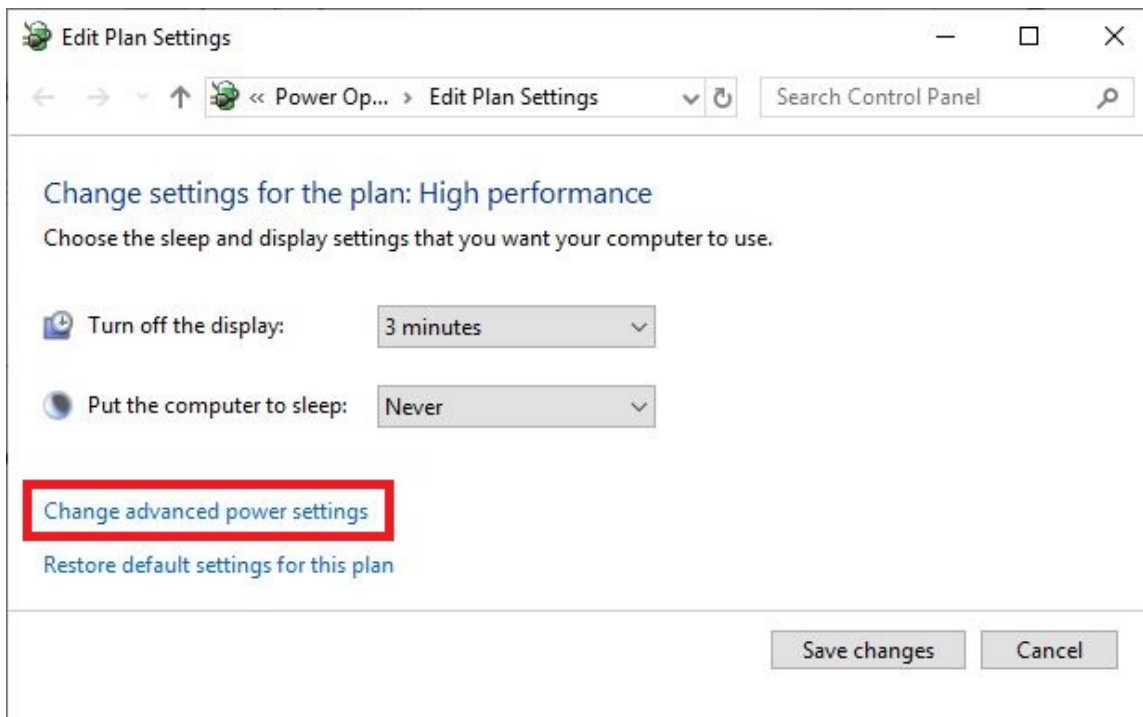 Edit Plan Settings
« Power Op... › Edit Plan Settings
Search Control Panel
Change settings for the plan: High performance
Choose the sleep and display settings that you want your computer to use.
Turn off the display: 3 minutes
Put the computer to sleep: Never
Change advanced power settings
Restore default settings for this plan
Save changes Cancel